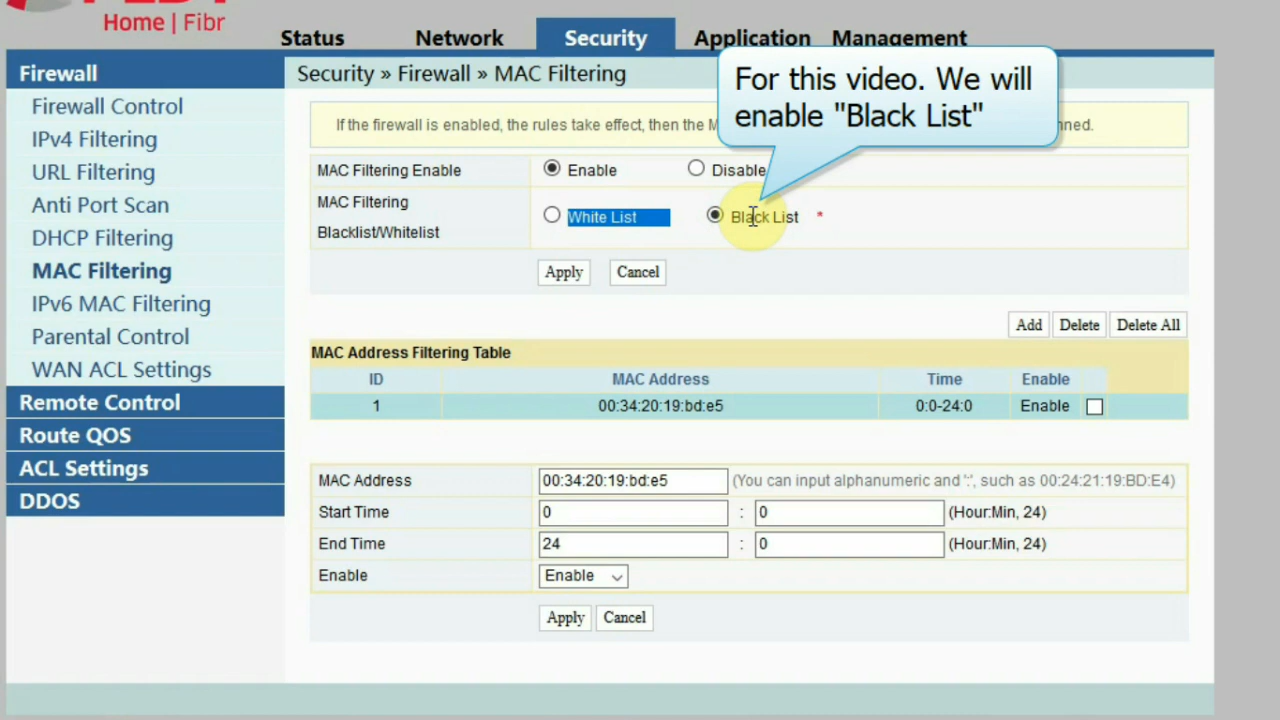 Home | Fibr
Status Network Security Application Management
Firewall
Firewall Control
IPv4 Filtering
URL Filtering
Anti Port Scan
DHCP Filtering
MAC Filtering
IPv6 MAC Filtering
Parental Control
WAN ACL Settings
Remote Control
Route QOS
ACL Settings
DDOS
Security » Firewall » MAC Filtering
For this video. We will
enable "Black List"
If the firewall is enabled, the rules take effect, then the M
MAC Filtering Enable Enable Disable
MAC Filtering
Blacklist/Whitelist White List Black List *
Apply Cancel
Add Delete Delete All
MAC Address Filtering Table
ID MAC Address Time Enable
1 00:34:20:19:bd:e5 0:0-24:0 Enable
MAC Address 00:34:20:19:bd:e5 (You can input alphanumeric and ':', such as 00:24:21:19:BD:E4)
Start Time 0 : 0 (Hour:Min, 24)
End Time 24 : 0 (Hour:Min, 24)
Enable Enable
Apply Cancel